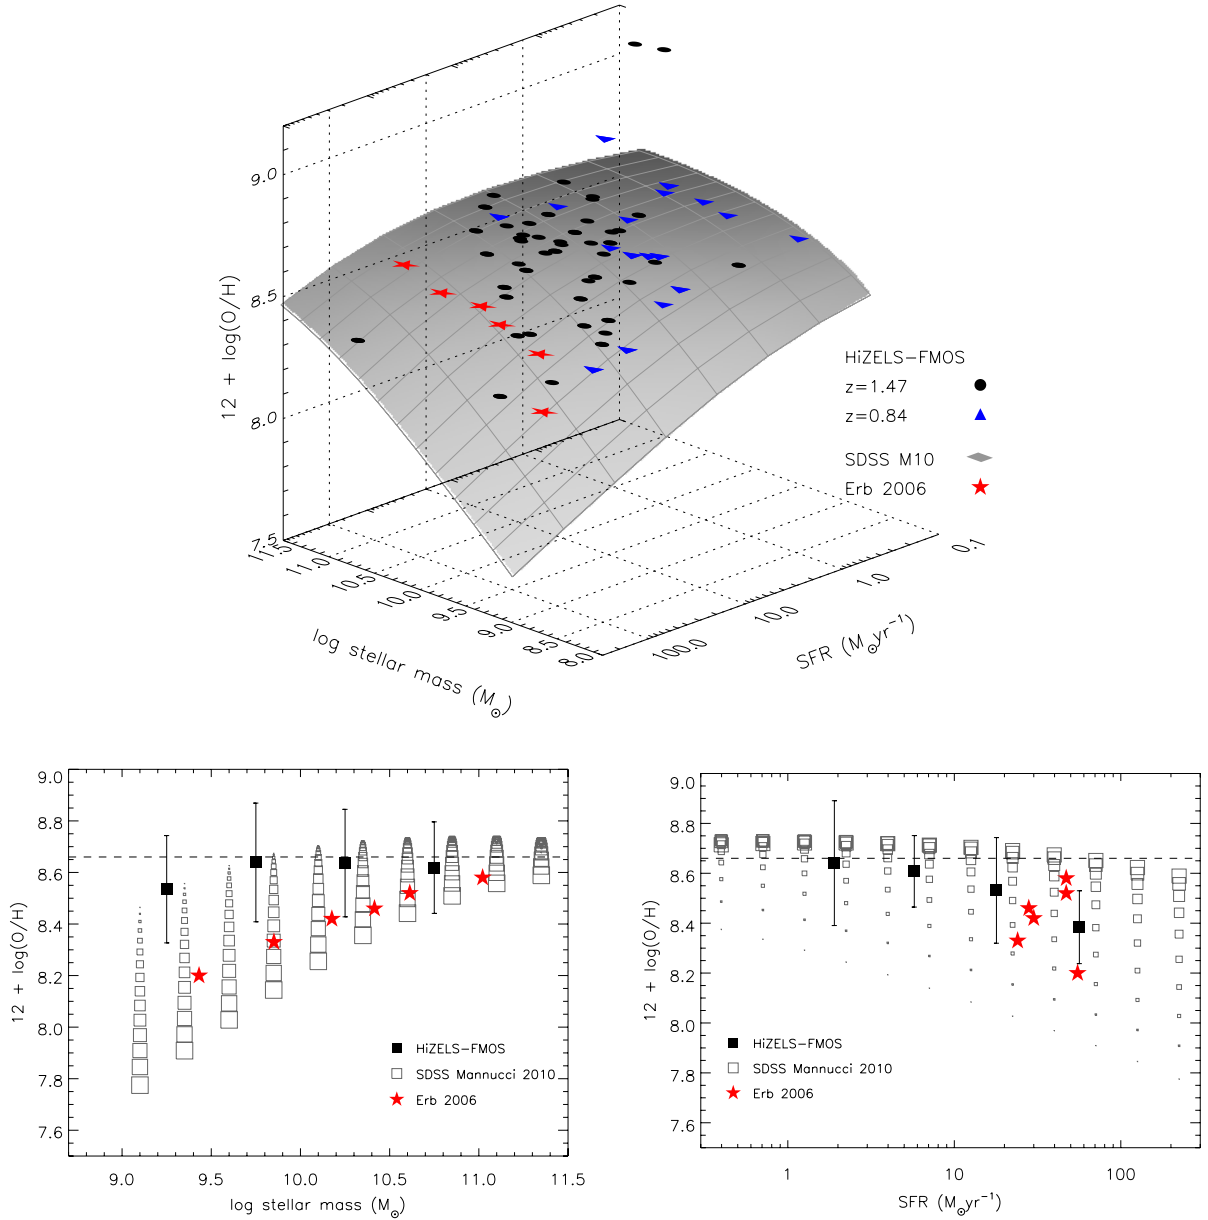 9.0
8.5
8.0
7.5
12 + log(O/H)
11.5
11.0
10.5
10.0
9.5
9.0
8.5
8.0
log stellar mass (M⊙)
100.0
10.0
1.0
0.1
SFR (M⊙yr⁻¹)
HiZELS−FMOS
z=1.47
z=0.84
SDSS M10
Erb 2006
9.0
8.8
8.6
8.4
8.2
8.0
7.8
7.6
12 + log(O/H)
HiZELS−FMOS
SDSS Mannucci 2010
Erb 2006
9.0 9.5 10.0 10.5 11.0 11.5
log stellar mass (M⊙)
9.0
8.8
8.6
8.4
8.2
8.0
7.8
7.6
12 + log(O/H)
HiZELS−FMOS
SDSS Mannucci 2010
Erb 2006
1 10 100
SFR (M⊙yr⁻¹)